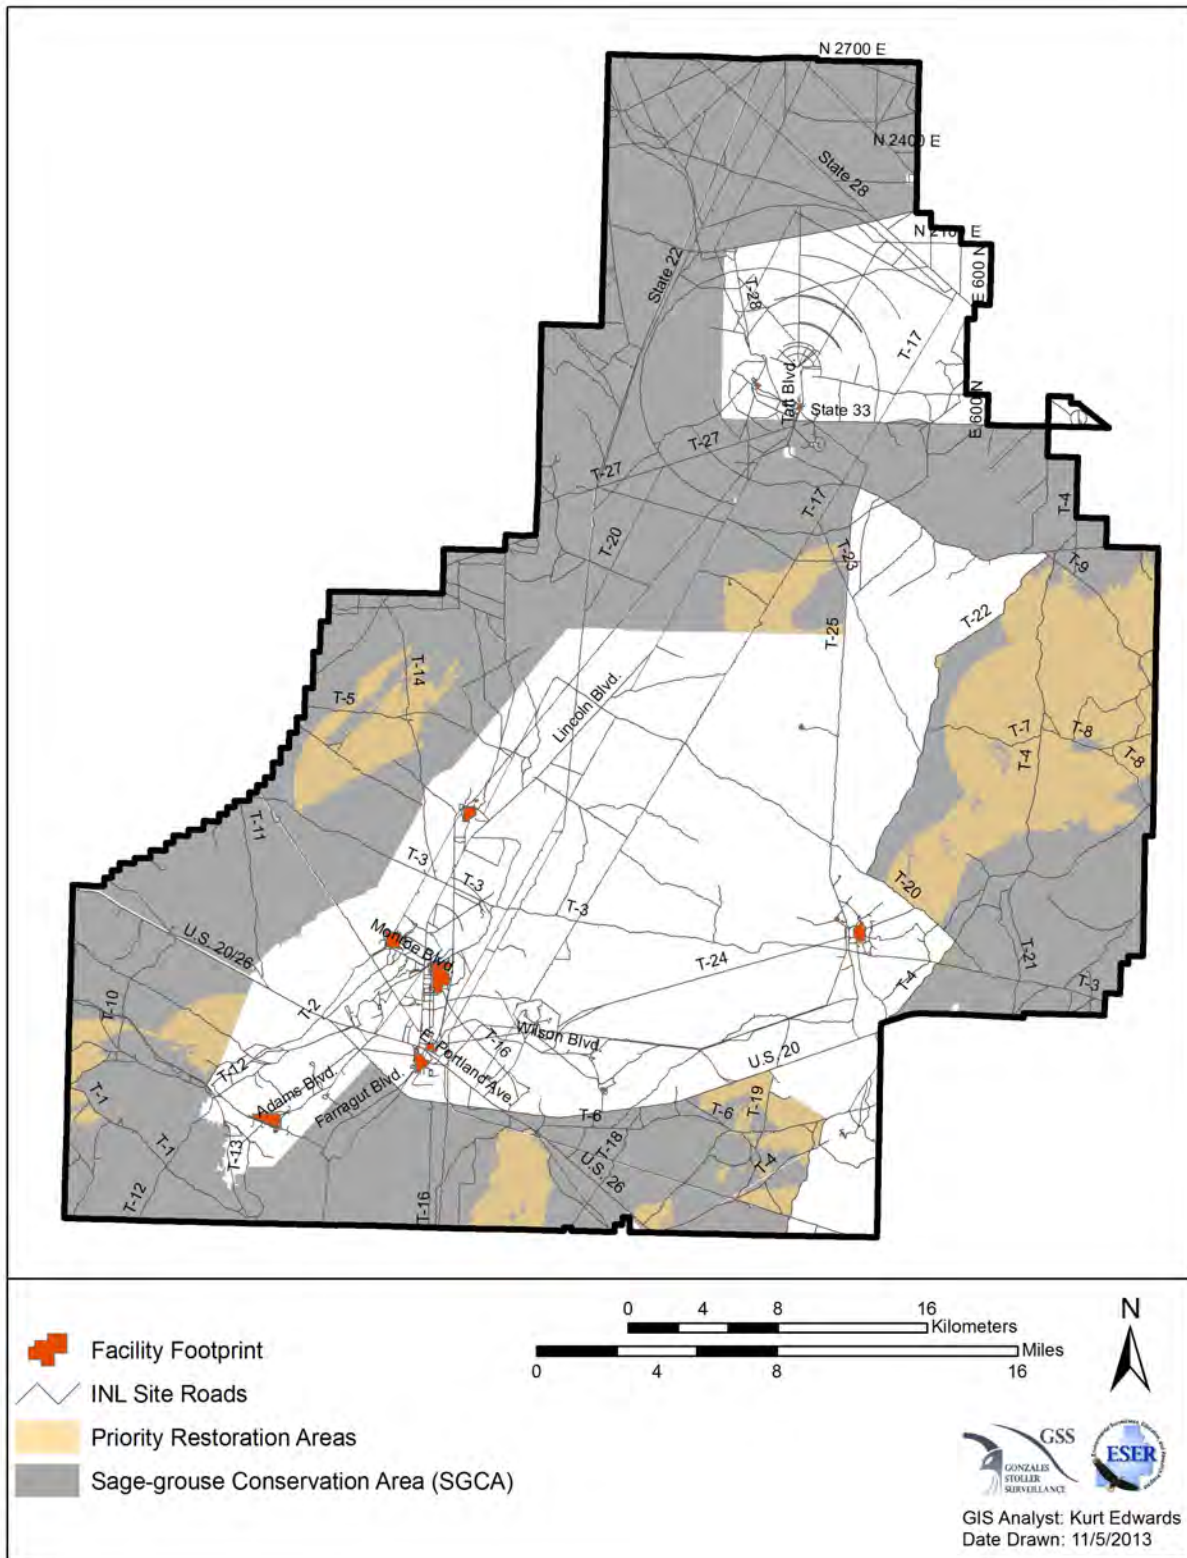 N 2700 E
N 2400 E
State 28
N 2101 E
E 600 N
State 22
T-28
T-17
Taft Blvd.
State 33
E 600 N
T-27
T-27
T-17
T-4
T-20
T-23
T-9
T-22
T-25
T-14
T-5
Lincoln Blvd.
T-7
T-8
T-4
T-8
T-11
T-3
T-3
T-3
T-20
U.S. 20/26
Monroe Blvd.
T-24
T-21
T-4
T-3
T-10
T-2
T-16
Wilson Blvd.
E Portland Ave.
U.S. 20
T-12
Adams Blvd.
Farragut Blvd.
T-1
T-6
T-6
T-19
T-13
T-1
T-18
T-4
U.S. 26
T-12
T-16
Facility Footprint
INL Site Roads
Priority Restoration Areas
Sage-grouse Conservation Area (SGCA)
0 4 8 16
Kilometers
Miles
0 4 8 16
N
GSS
GONZALES
STOLLER
SURVEILLANCE
ESER
GIS Analyst: Kurt Edwards
Date Drawn: 11/5/2013